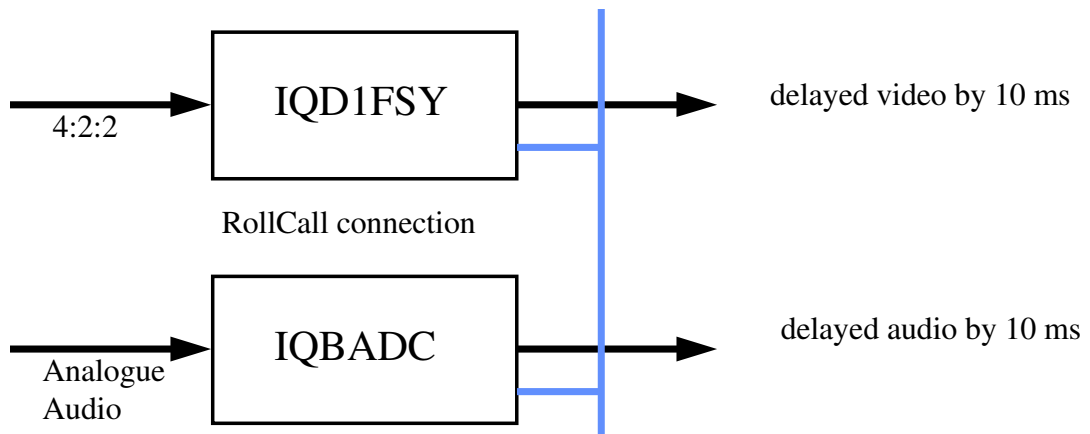 IQD1FSY
4:2:2
delayed video by 10 ms
RollCall connection
IQBADC
Analogue
Audio
delayed audio by 10 ms